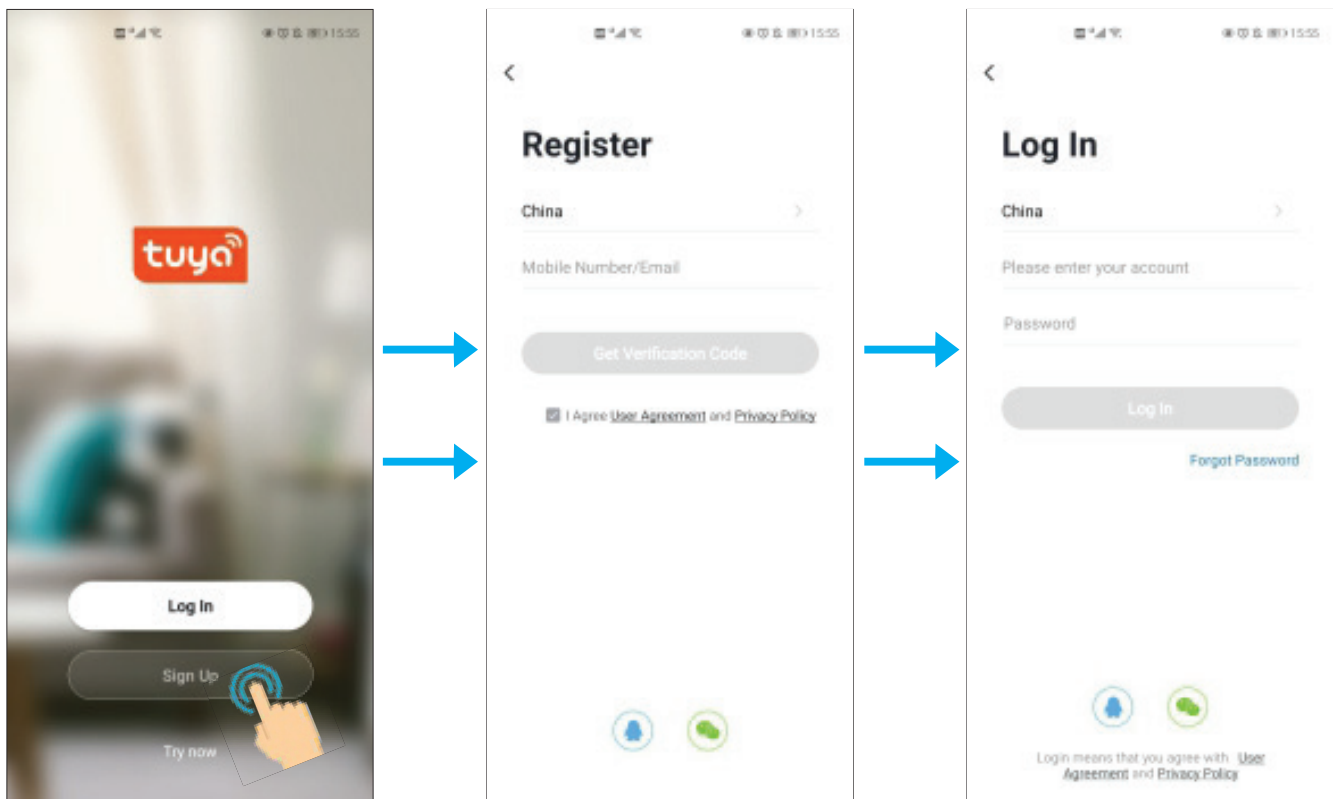 15:55
tuya
Log In
Sign Up
Try now
15:55
Register
China
Mobile Number/Email
Get Verification Code
I Agree User Agreement and Privacy Policy
15:55
Log In
China
Please enter your account
Password
Log In
Forgot Password
Login means that you agree with User
Agreement and Privacy Policy